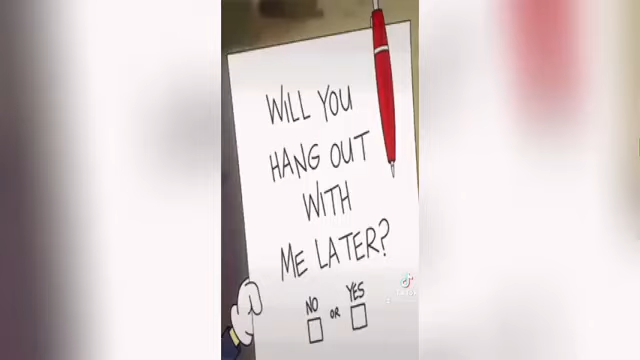 WILL YOU
HANG OUT
WITH
ME LATER?
NO OR YES